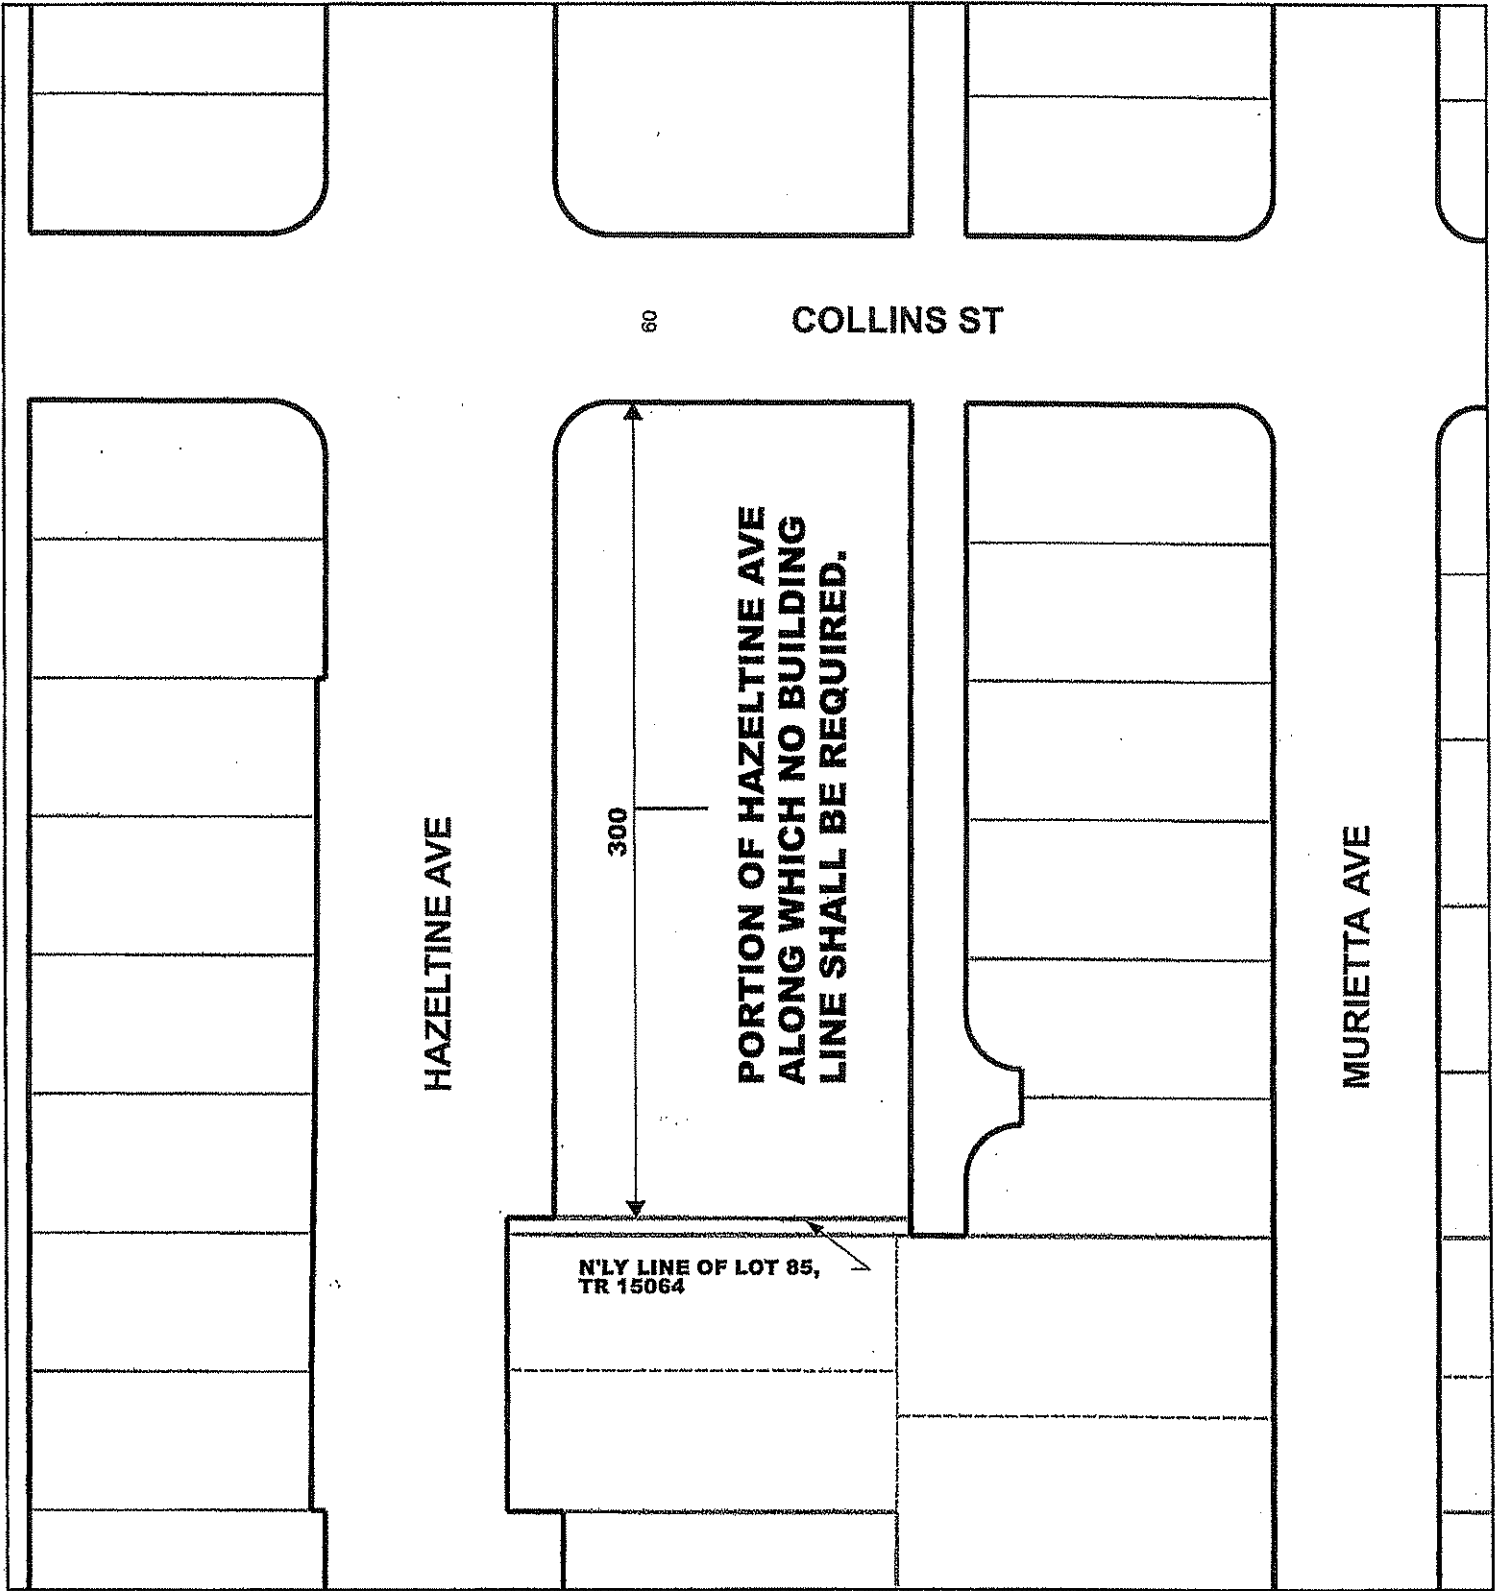 60
COLLINS ST
300
PORTION OF HAZELTINE AVE
ALONG WHICH NO BUILDING
LINE SHALL BE REQUIRED.
HAZELTINE AVE
MURIETTA AVE
N'LY LINE OF LOT 85,
TR 15064